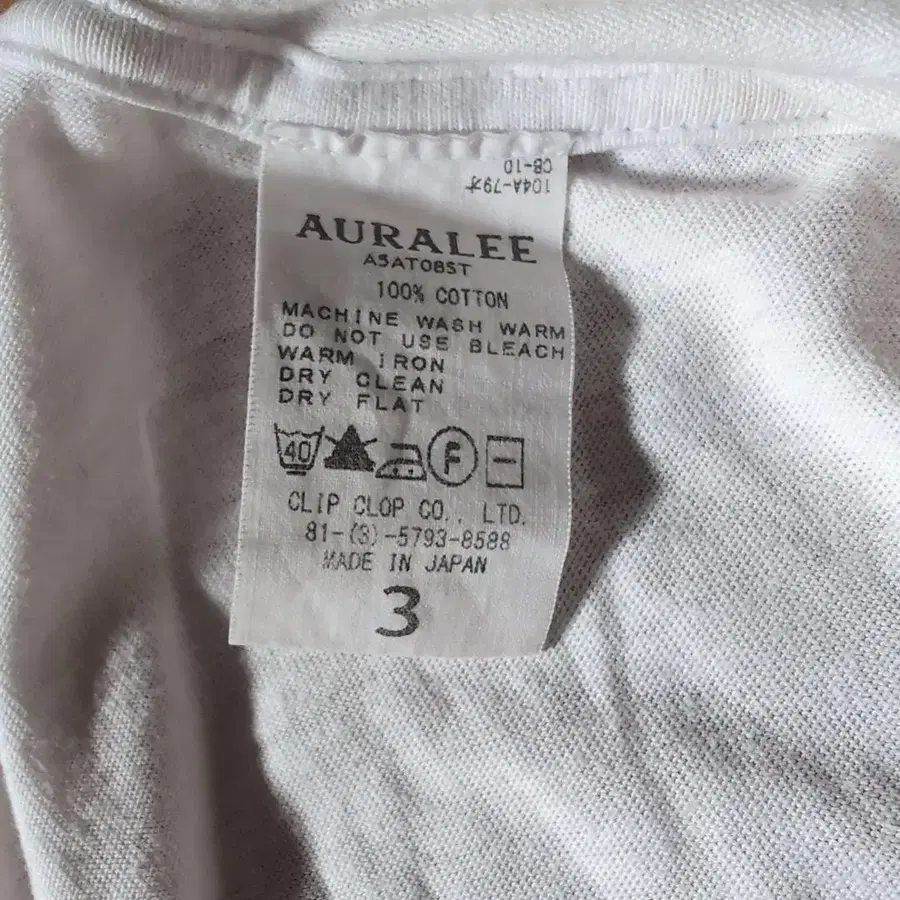 104A-79オ
CB-10
AURALEE
A5AT08ST
100% COTTON
MACHINE WASH WARM
DO NOT USE BLEACH
WARM IRON
DRY CLEAN
DRY FLAT
40 F
CLIP CLOP CO., LTD.
81-(3)-5793-8588
MADE IN JAPAN
3